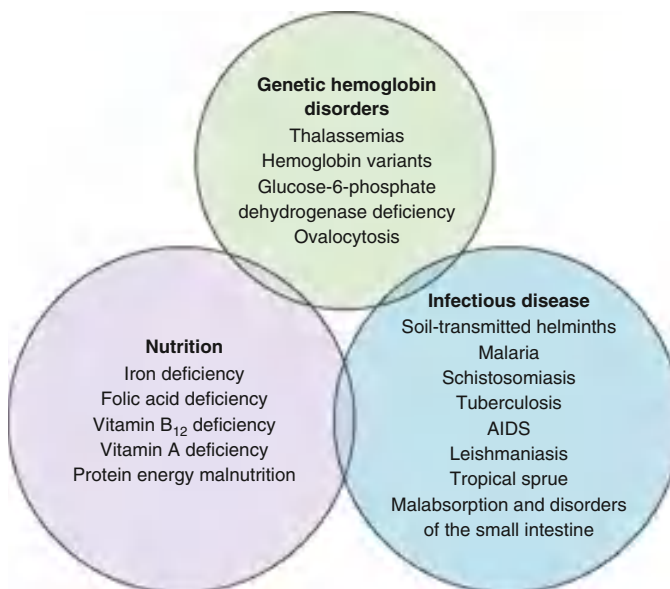 Genetic hemoglobin
disorders
Thalassemias
Hemoglobin variants
Glucose-6-phosphate
dehydrogenase deficiency
Ovalocytosis
Nutrition
Iron deficiency
Folic acid deficiency
Vitamin B₁₂ deficiency
Vitamin A deficiency
Protein energy malnutrition
Infectious disease
Soil-transmitted helminths
Malaria
Schistosomiasis
Tuberculosis
AIDS
Leishmaniasis
Tropical sprue
Malabsorption and disorders
of the small intestine